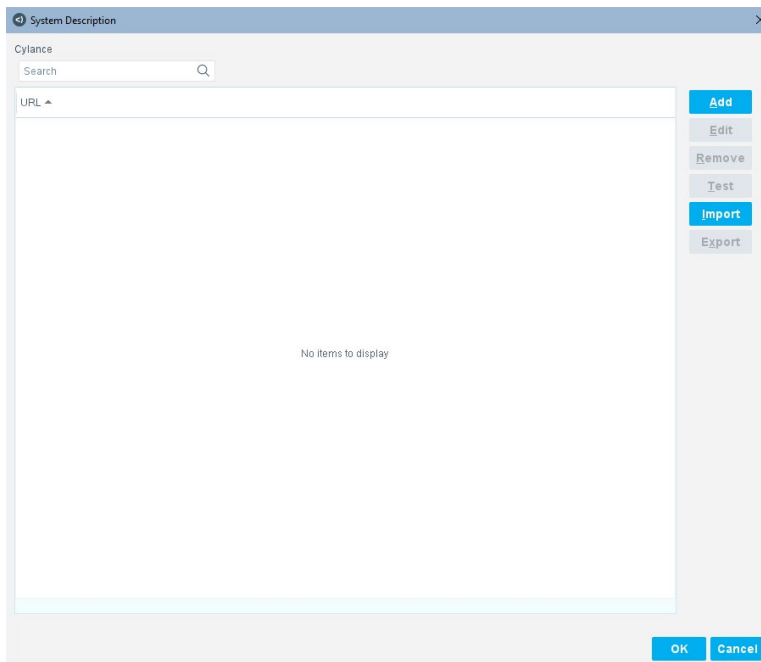 System Description
Cylance
Search
URL
Add
Edit
Remove
Test
Import
Export
No items to display
OK
Cancel